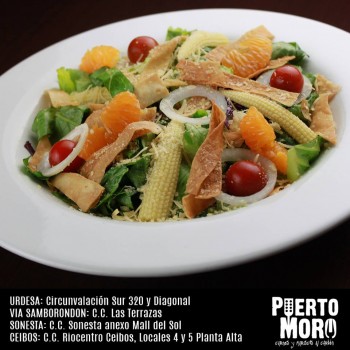 URDESA: Circunvalación Sur 320 y Diagonal
VIA SAMBORONDON: C.C. Las Terrazas
SONESTA: C.C. Sonesta anexo Mall del Sol
CEIBOS: C.C. Riocentro Ceibos, Locales 4 y 5 Planta Alta
PUERTO
MORO